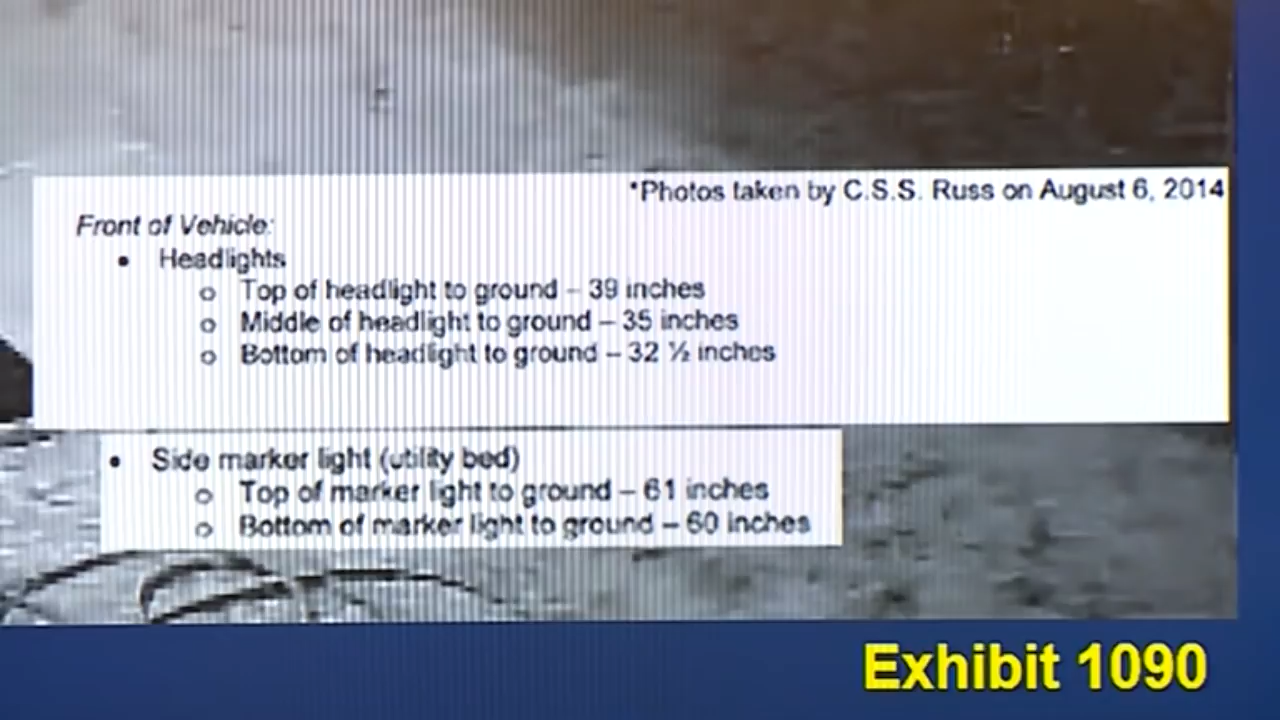 *Photos taken by C.S.S. Russ on August 6, 2014
Front of Vehicle:
• Headlights
o Top of headlight to ground – 39 inches
o Middle of headlight to ground – 35 inches
o Bottom of headlight to ground – 32 ½ inches
• Side marker light (utility bed)
o Top of marker light to ground – 61 inches
o Bottom of marker light to ground – 60 inches
Exhibit 1090